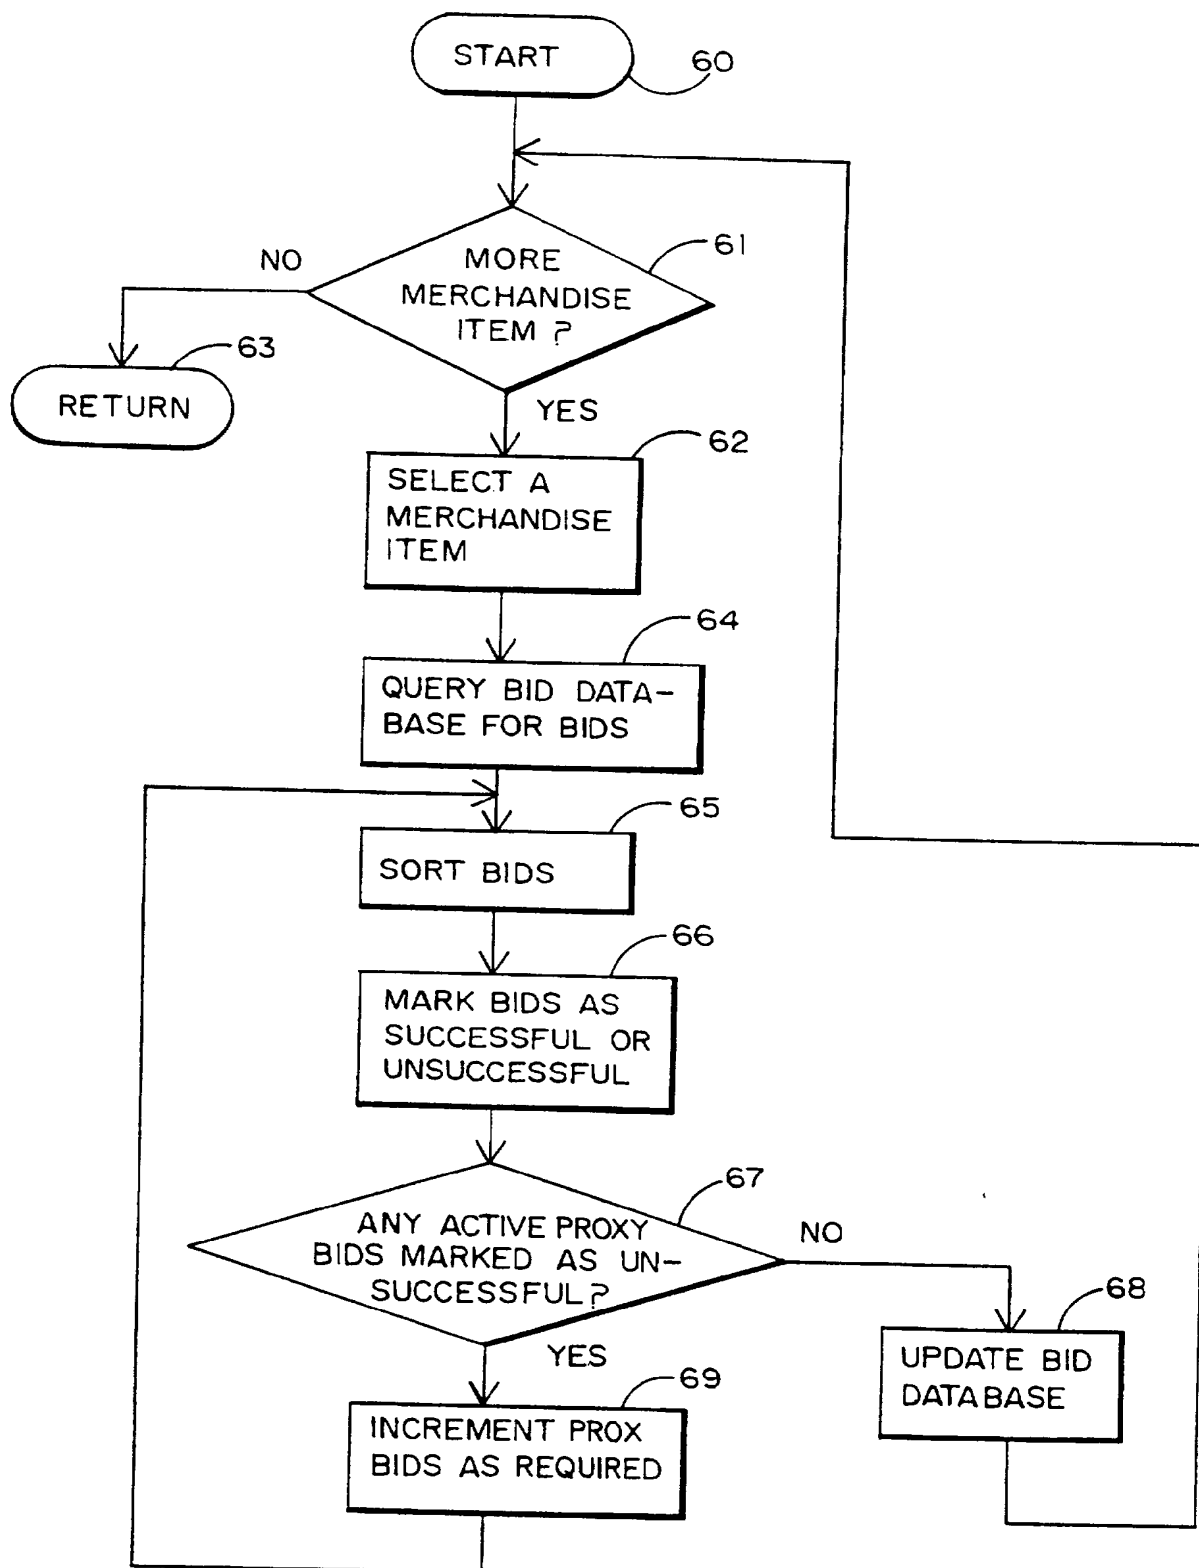 START
60
61
NO
MORE
MERCHANDISE
ITEM ?
63
RETURN
YES
62
SELECT A
MERCHANDISE
ITEM
64
QUERY BID DATA-
BASE FOR BIDS
65
SORT BIDS
66
MARK BIDS AS
SUCCESSFUL OR
UNSUCCESSFUL
67
ANY ACTIVE PROXY
BIDS MARKED AS UN-
SUCCESSFUL?
NO
68
YES
UPDATE BID
DATABASE
69
INCREMENT PROX
BIDS AS REQUIRED